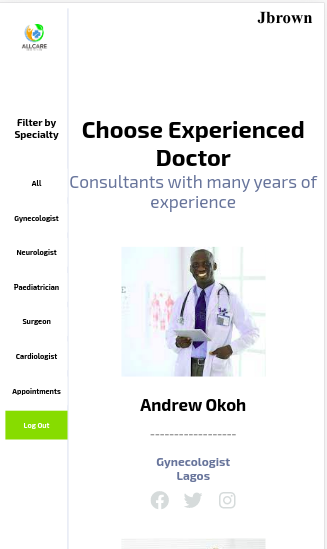 Jbrown
ALLCARE
Filter by
Specialty
All
Gynecologist
Neurologist
Paediatrician
Surgeon
Cardiologist
Appointments
Log Out
Choose Experienced
Doctor
Consultants with many years of
experience
Andrew Okoh
------------------
Gynecologist
Lagos